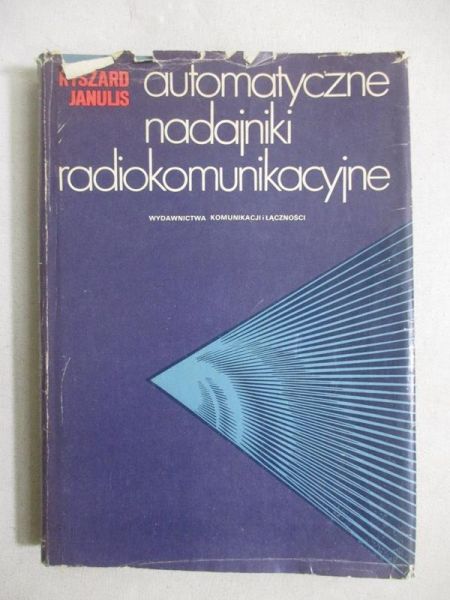 RYSZARD
JANULIS
automatyczne
nadajniki
radiokomunikacyjne
WYDAWNICTWA KOMUNIKACJI i ŁĄCZNOŚCI